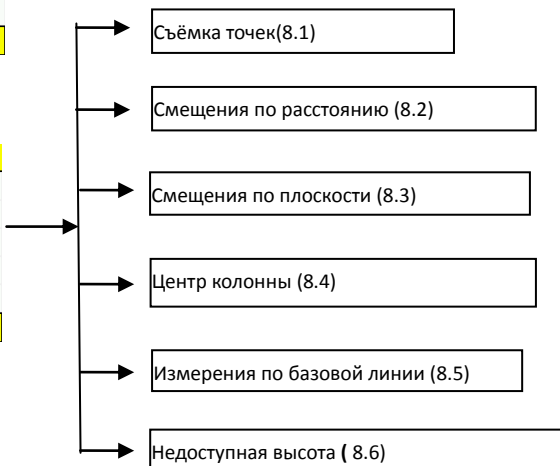 Съёмка точек(8.1)
Смещения по расстоянию (8.2)
Смещения по плоскости (8.3)
Центр колонны (8.4)
Измерения по базовой линии (8.5)
Недоступная высота ( 8.6)